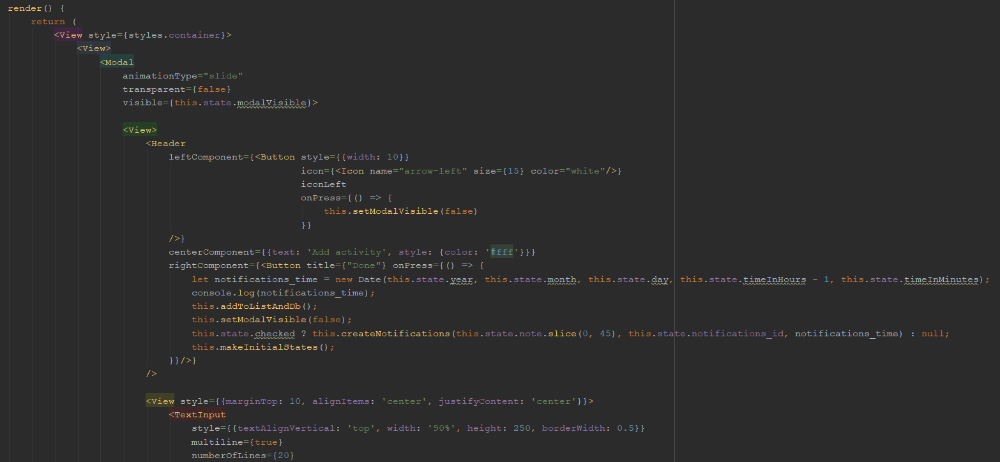 render() {
return (
<View style={styles.container}>
<View>
<Modal
animationType="slide"
transparent={false}
visible={this.state.modalVisible}>
<View>
<Header
leftComponent={<Button style={{width: 10}}
icon={<Icon name="arrow-left" size={15} color="white"/>}
iconLeft
onPress={() => {
this.setModalVisible(false)
}}
/>}
centerComponent={{text: 'Add activity', style: {color: '#fff'}}}
rightComponent={<Button title={"Done"} onPress={() => {
let notifications_time = new Date(this.state.year, this.state.month, this.state.day, this.state.timeInHours - 1, this.state.timeInMinutes);
console.log(notifications_time);
this.addToListAndDb();
this.setModalVisible(false);
this.state.checked ? this.createNotifications(this.state.note.slice(0, 45), this.state.notifications_id, notifications_time) : null;
this.makeInitialStates();
}}/>}
/>
<View style={{marginTop: 10, alignItems: 'center', justifyContent: 'center'}}>
<TextInput
style={{textAlignVertical: 'top', width: '90%', height: 250, borderWidth: 0.5}}
multiline={true}
numberOfLines={20}